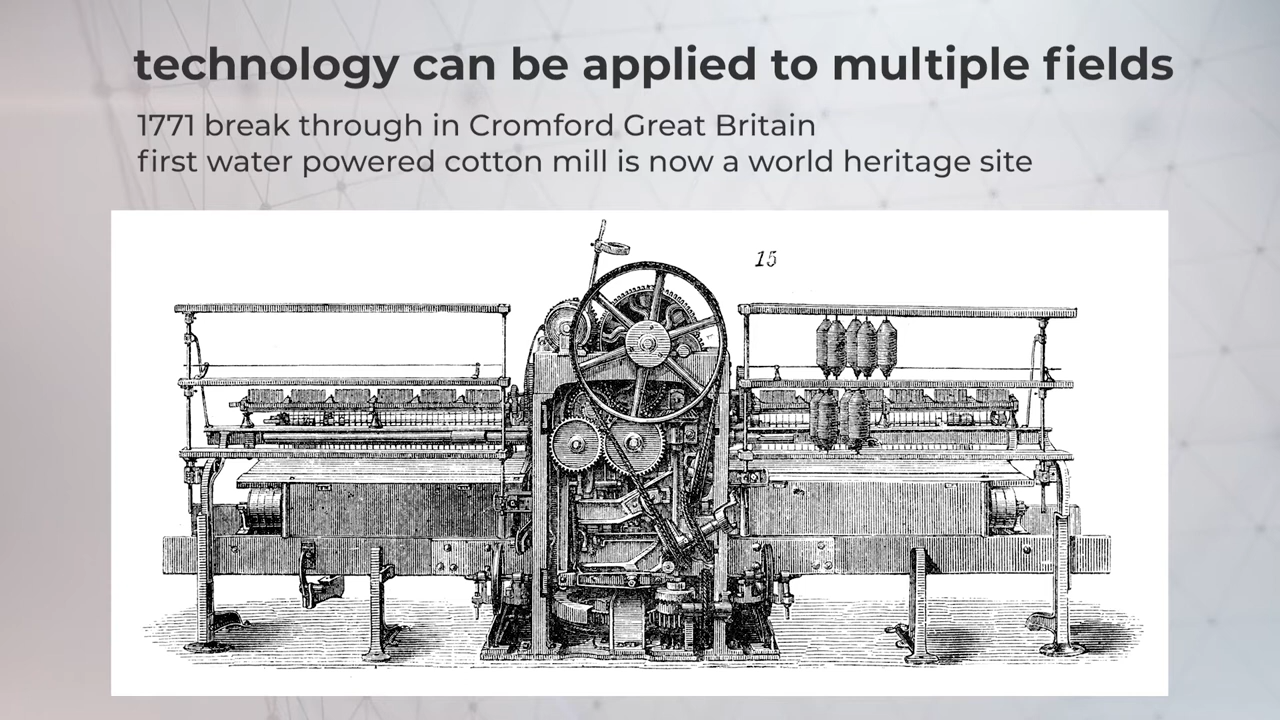 technology can be applied to multiple fields
1771 break through in Cromford Great Britain
first water powered cotton mill is now a world heritage site
15